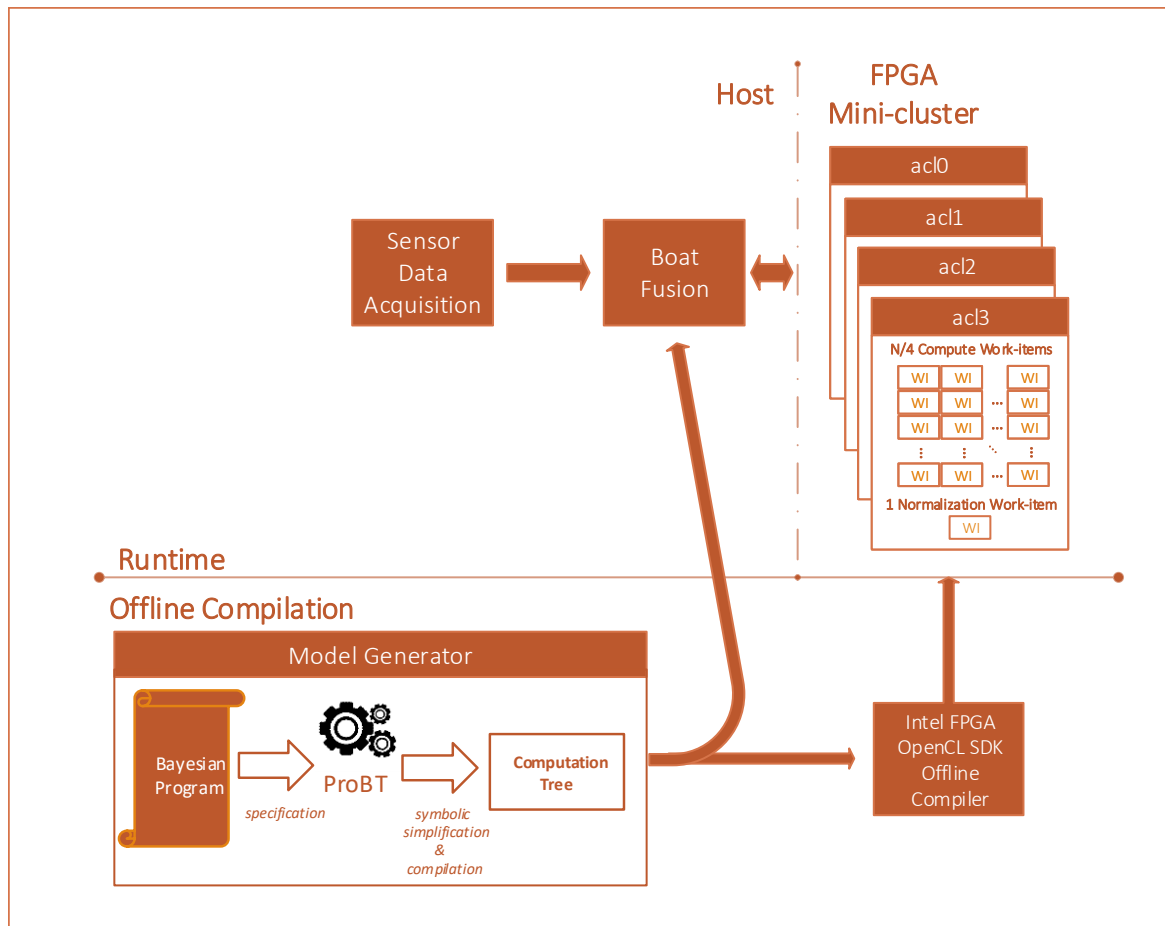 Host
FPGA
Mini-cluster
acl0
acl1
acl2
acl3
Sensor
Data
Acquisition
Boat
Fusion
N/4 Compute Work-items
WI WI WI
WI WI ... WI
WI WI ... WI
WI WI ... WI
1 Normalization Work-item
WI
Runtime
Offline Compilation
Model Generator
Bayesian
Program
specification
ProBT
symbolic
simplification
&
compilation
Computation
Tree
Intel FPGA
OpenCL SDK
Offline
Compiler